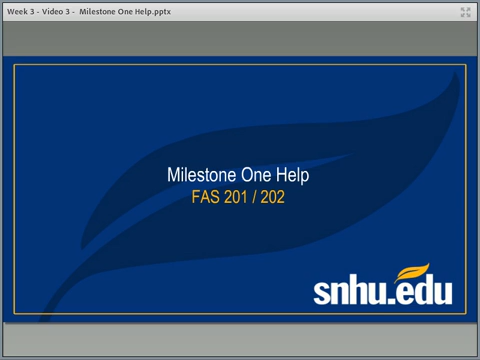 Week 3 - Video 3 -  Milestone One Help.pptx
Milestone One Help
FAS 201 / 202
snhu.edu